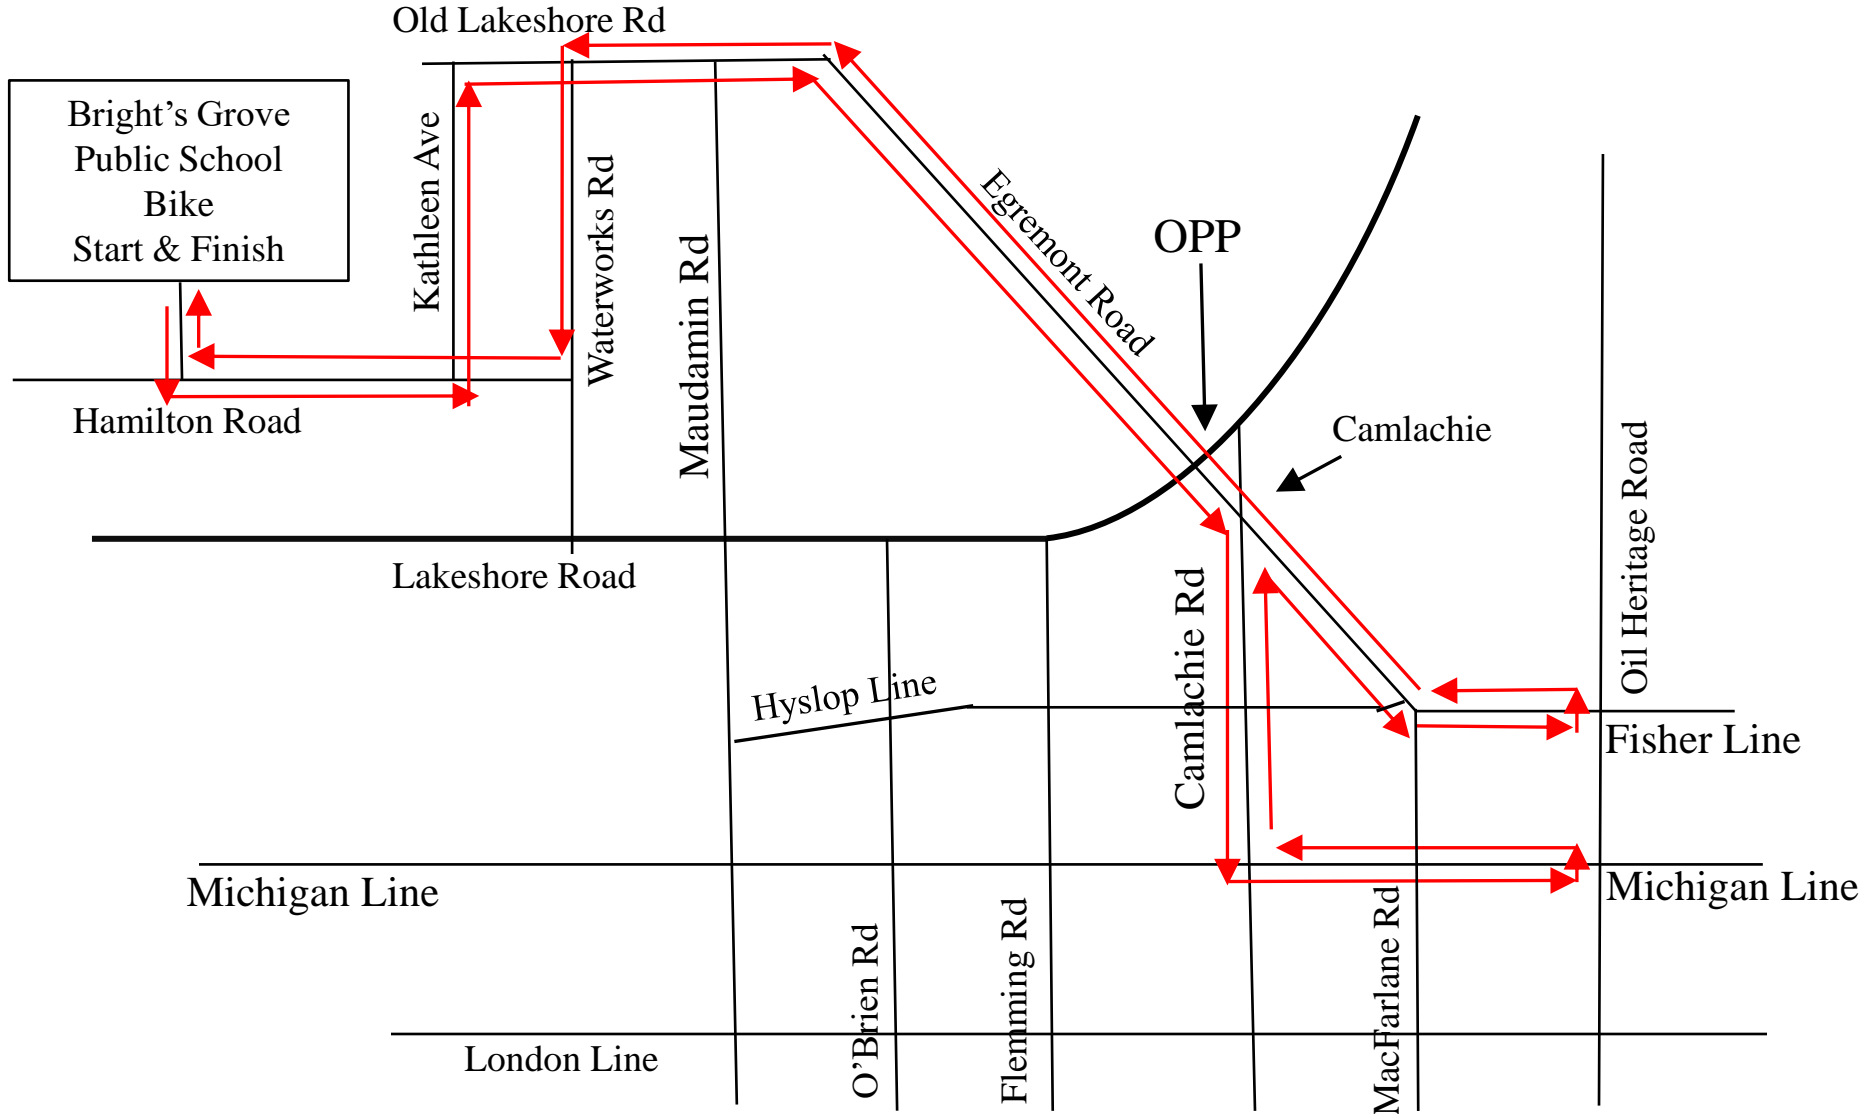 Old Lakeshore Rd
Bright’s Grove
Public School
Bike
Start & Finish
Kathleen Ave
Waterworks Rd
Maudamin Rd
Egremont Road
OPP
Camlachie
Hamilton Road
Oil Heritage Road
Lakeshore Road
Camlachie Rd
Hyslop Line
Fisher Line
Michigan Line
Michigan Line
O’Brien Rd
Flemming Rd
MacFarlane Rd
London Line